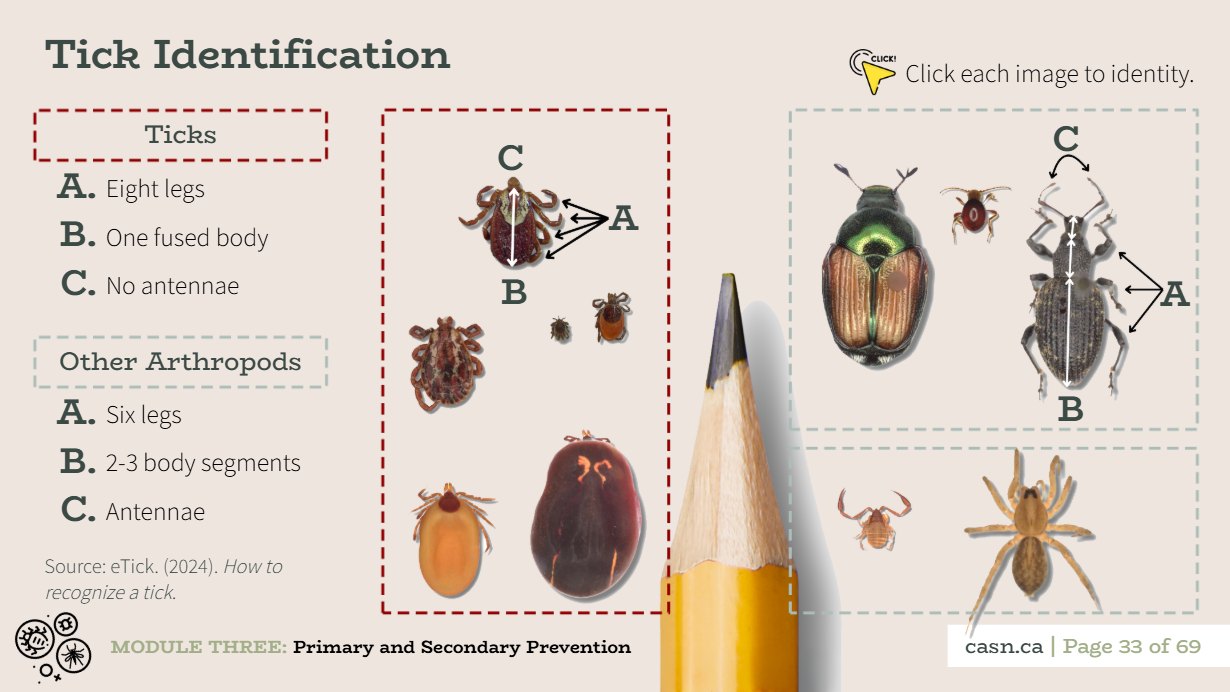 Tick Identification
CLICK!
Click each image to identity.
Ticks
A. Eight legs
B. One fused body
C. No antennae
Other Arthropods
A. Six legs
B. 2-3 body segments
C. Antennae
Source: eTick. (2024). How to
recognize a tick.
C
A
B
C
A
B
MODULE THREE: Primary and Secondary Prevention
casn.ca | Page 33 of 69